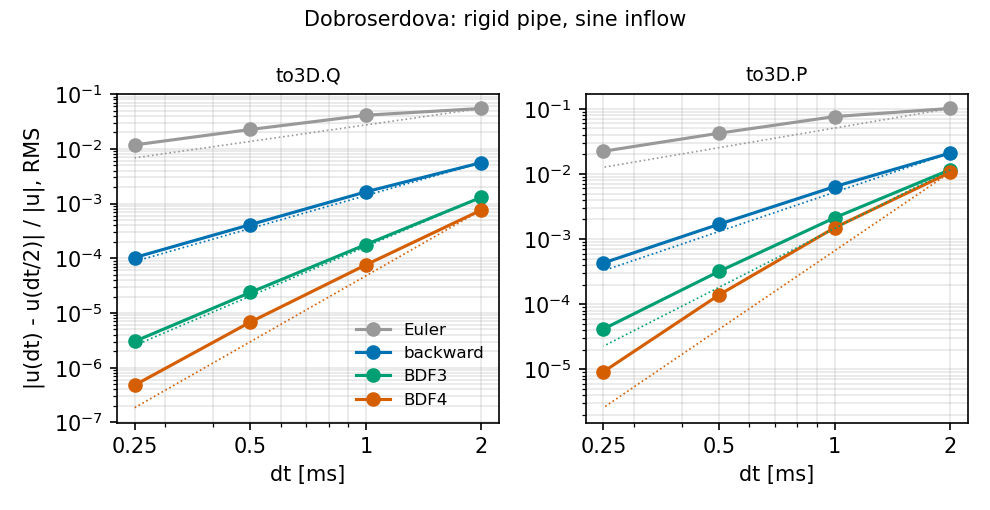 Dobroserdova: rigid pipe, sine inflow
to3D.Q
|u(dt) - u(dt/2)| / |u|, RMS
10⁻¹
10⁻²
10⁻³
10⁻⁴
10⁻⁵
10⁻⁶
10⁻⁷
Euler
backward
BDF3
BDF4
0.25 0.5 1 2
dt [ms]
to3D.P
10⁻¹
10⁻²
10⁻³
10⁻⁴
10⁻⁵
0.25 0.5 1 2
dt [ms]